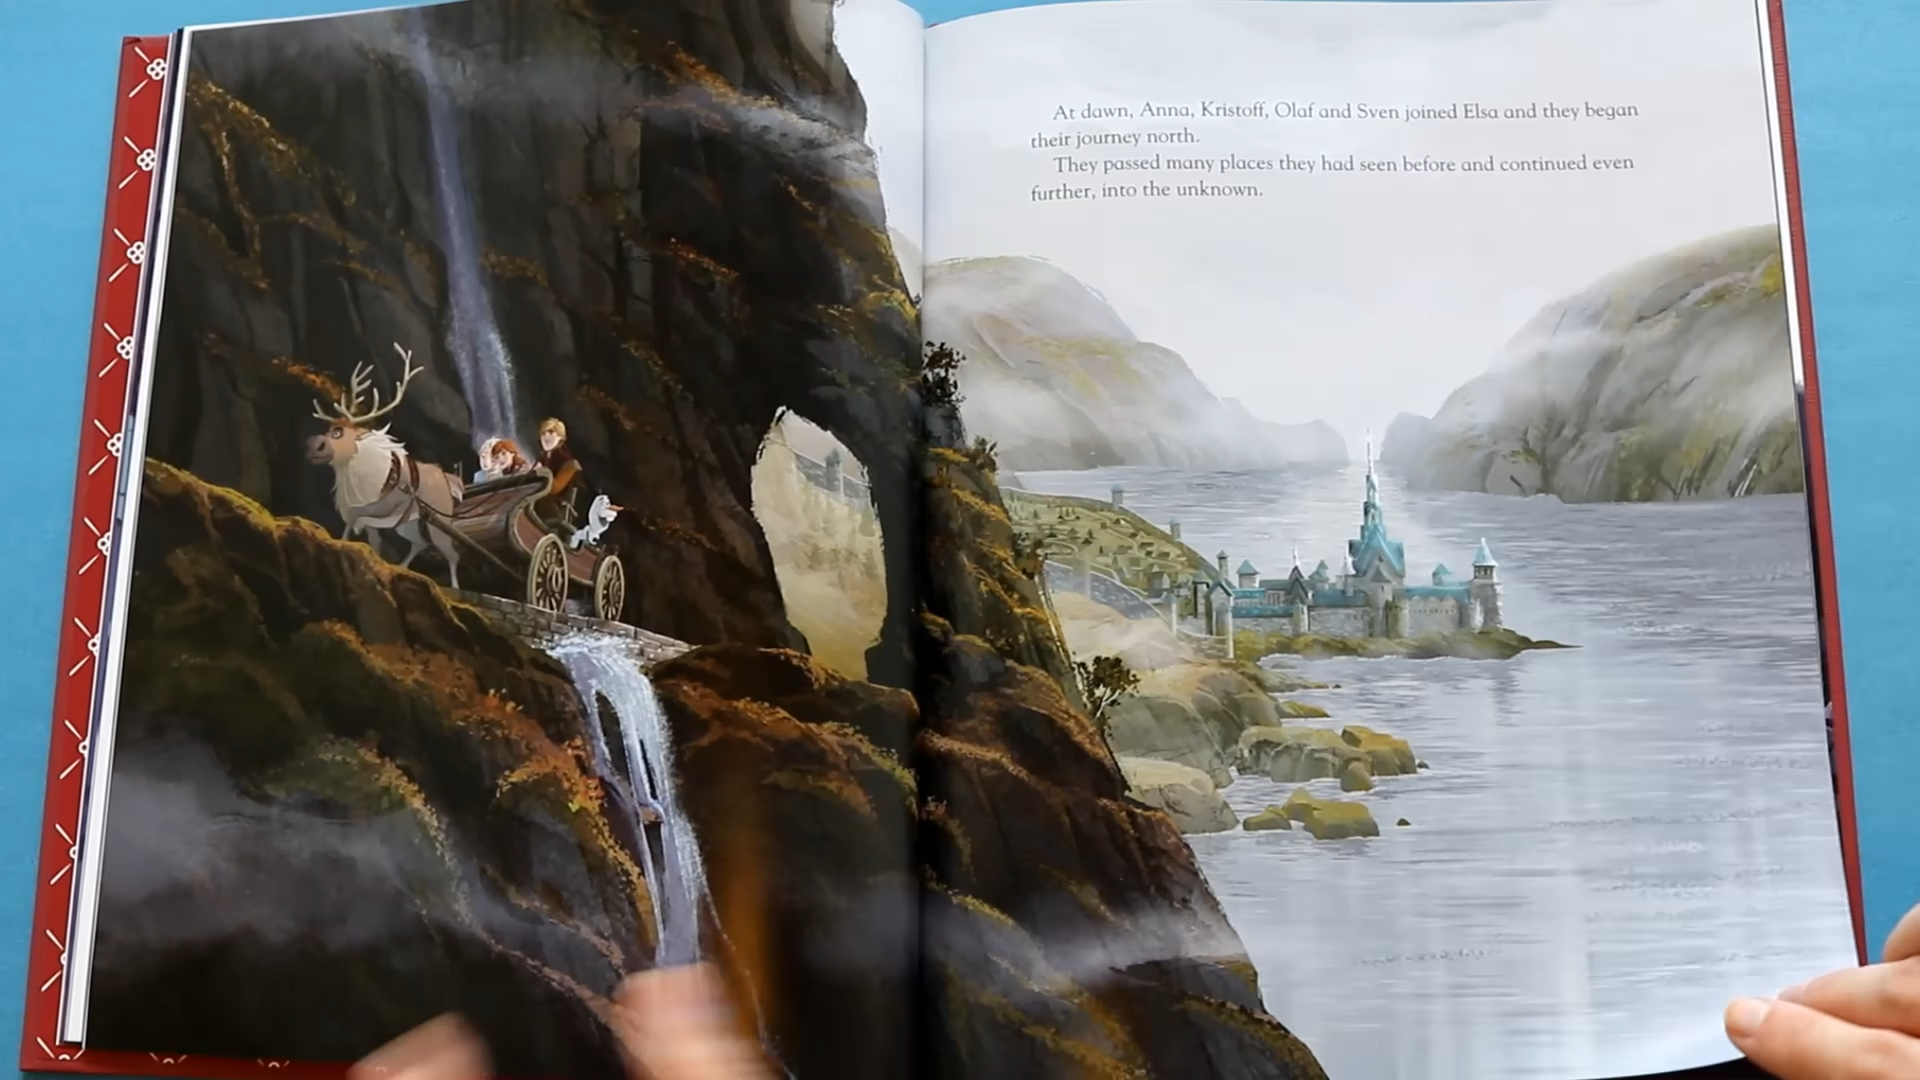 At dawn, Anna, Kristoff, Olaf and Sven joined Elsa and they began
their journey north.
They passed many places they had seen before and continued even
further, into the unknown.